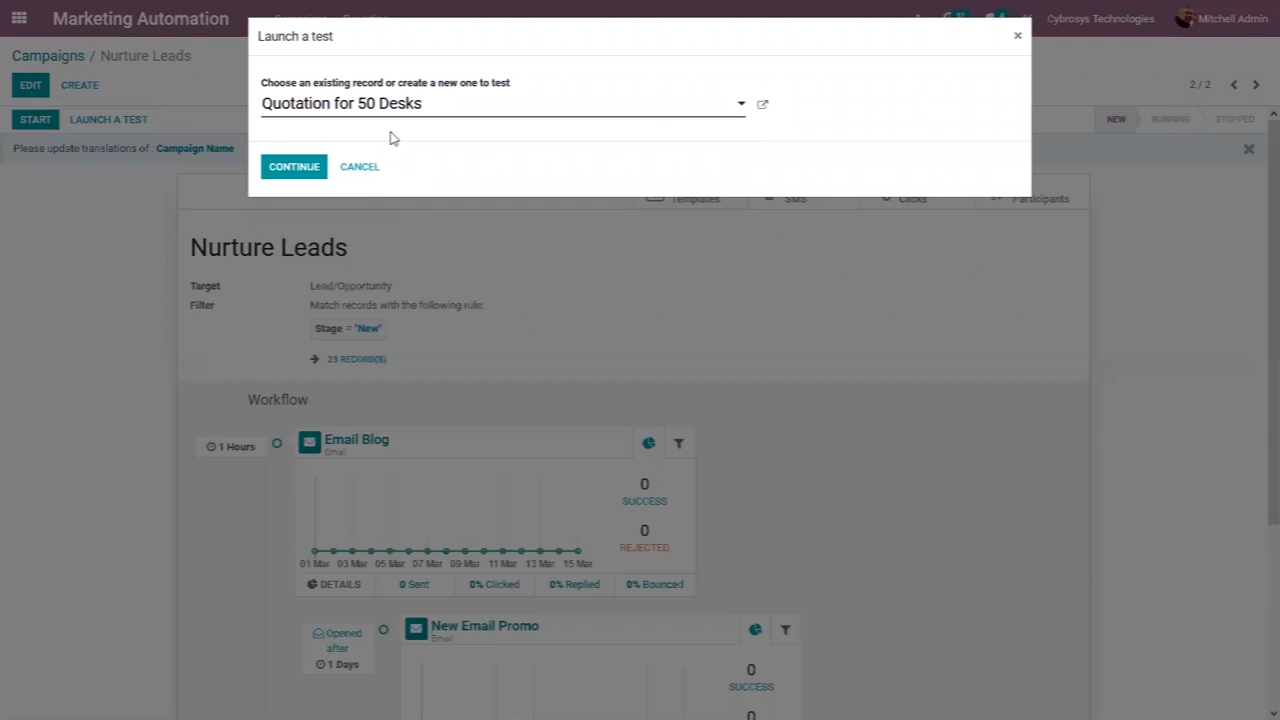 Marketing Automation
Cybrosys Technologies
Mitchell Admin
Launch a test
×
Campaigns / Nurture Leads
EDIT
CREATE
2 / 2
Choose an existing record or create a new one to test
Quotation for 50 Desks
START
LAUNCH A TEST
NEW
RUNNING
STOPPED
Please update translations of : Campaign Name
CONTINUE
CANCEL
Templates
SMS
Clicks
Participants
Nurture Leads
Target
Lead/Opportunity
Filter
Match records with the following rule:
Stage = "New"
23 RECORD(S)
Workflow
1 Hours
Email Blog
Email
0
SUCCESS
0
REJECTED
01 Mar 03 Mar 05 Mar 07 Mar 09 Mar 11 Mar 13 Mar 15 Mar
DETAILS
0 Sent
0% Clicked
0% Replied
0% Bounced
Opened
after
1 Days
New Email Promo
Email
0
SUCCESS
0